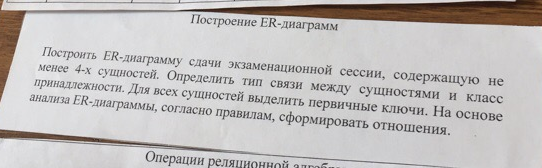 Построение ER-диаграмм
Построить ER-диаграмму сдачи экзаменационной сессии, содержащую не
менее 4-х сущностей. Определить тип связи между сущностями и класс
принадлежности. Для всех сущностей выделить первичные ключи. На основе
анализа ER-диаграммы, согласно правилам, сформировать отношения.
Операции реляционной